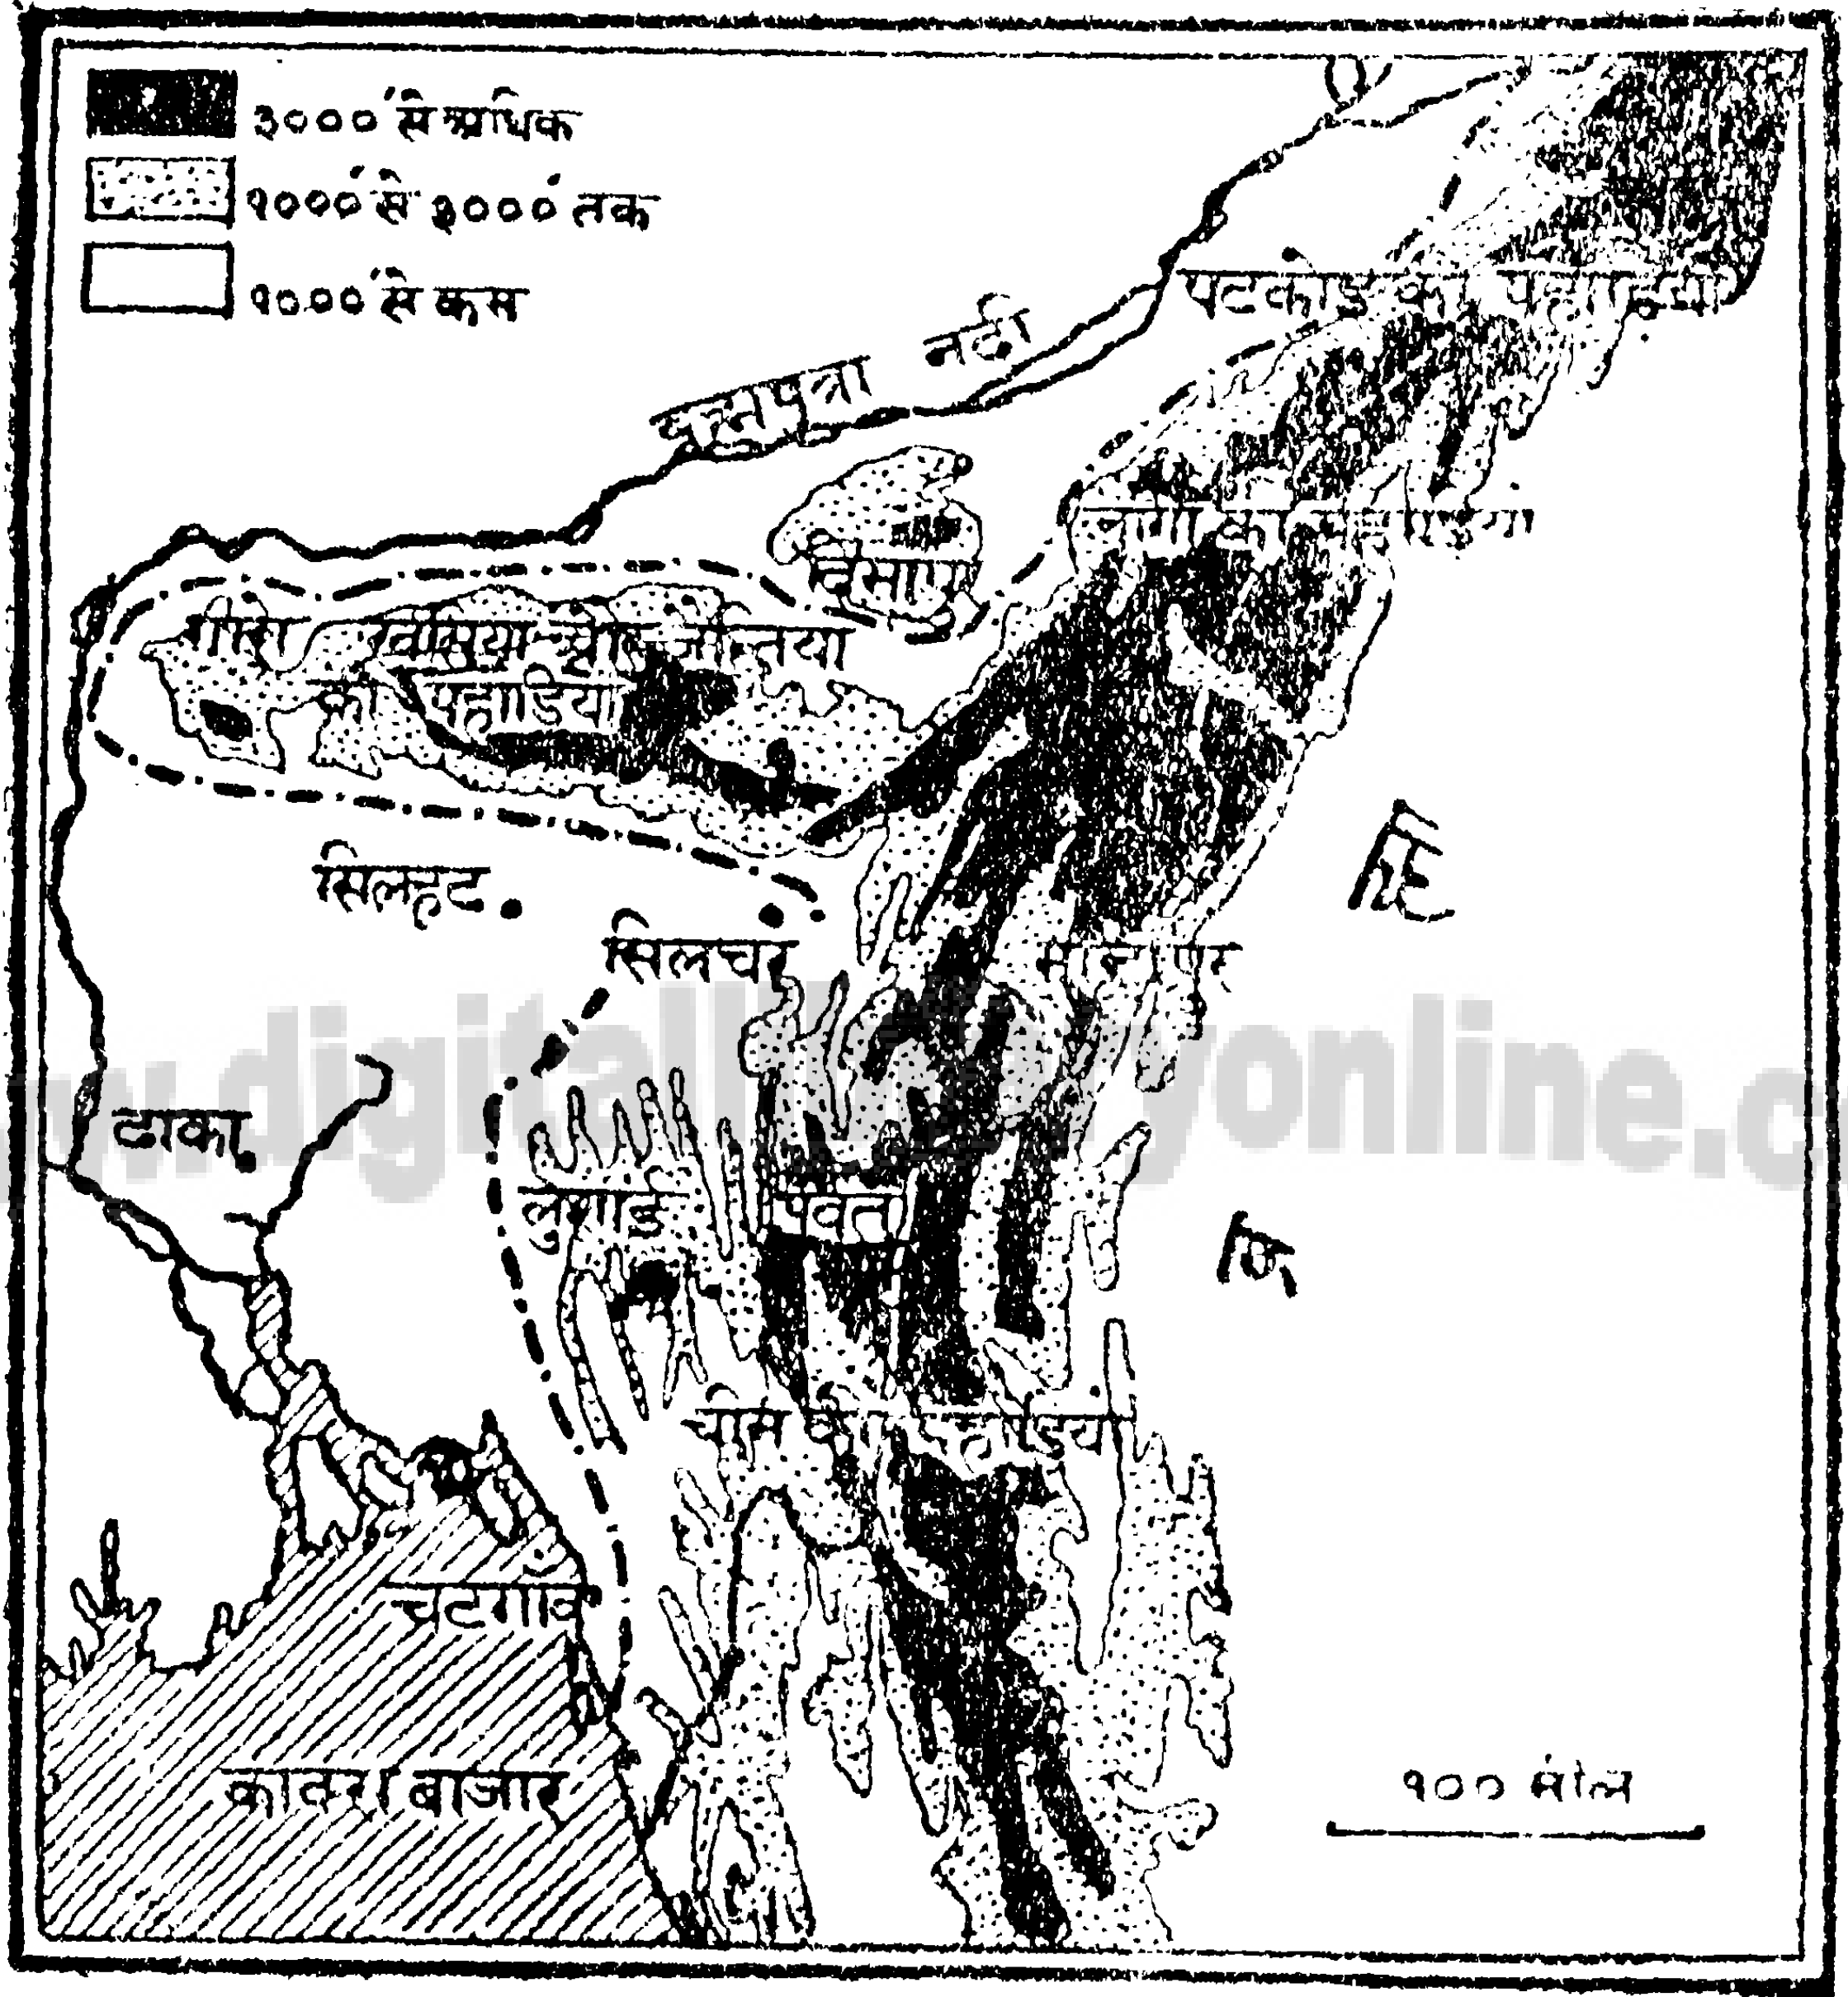 ३०००' से अधिक
१०००' से ३०००' तक
१०००' से कम
पटकोई की पहाड़ियाँ
ब्रह्मपुत्रा नदी
नागा की पहाड़ियां
दिमापुर
गारो खसिया और जैन्तिया
की पहाड़ियाँ
सिलहट
सिलचर
ढाका
लुशाई पर्वत
चीन की पहाड़ियां
चटगाँव
काक्स बाजार
१०० मील
www.digitallibraryonline.c